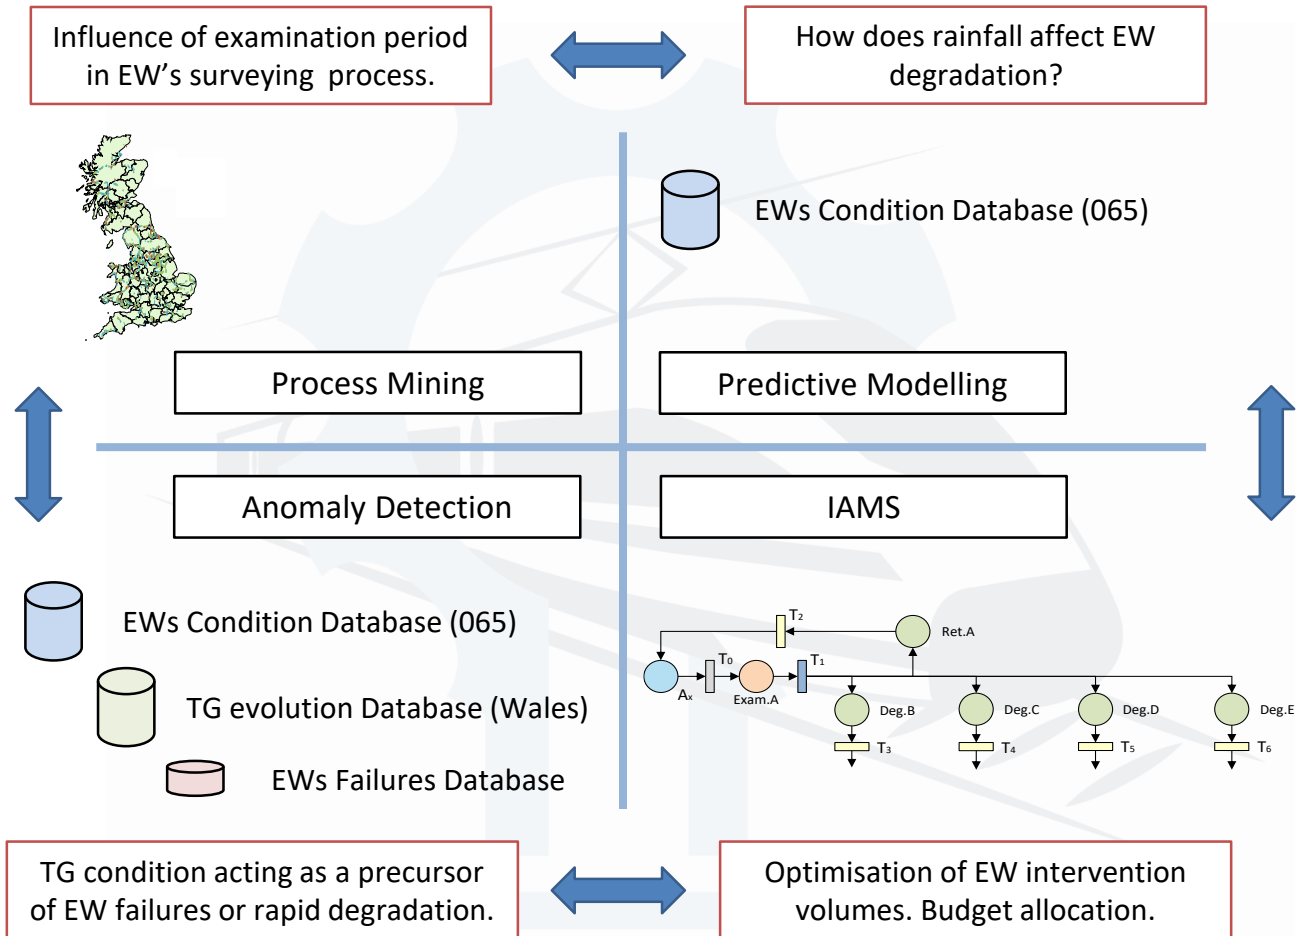 Influence of examination period
in EW’s surveying process.
How does rainfall affect EW
degradation?
EWs Condition Database (065)
Process Mining
Predictive Modelling
Anomaly Detection
IAMS
EWs Condition Database (065)
TG evolution Database (Wales)
EWs Failures Database
T2
Ret.A
Ax
T0
Exam.A
T1
Deg.B
Deg.C
Deg.D
Deg.E
T3
T4
T5
T6
TG condition acting as a precursor
of EW failures or rapid degradation.
Optimisation of EW intervention
volumes. Budget allocation.